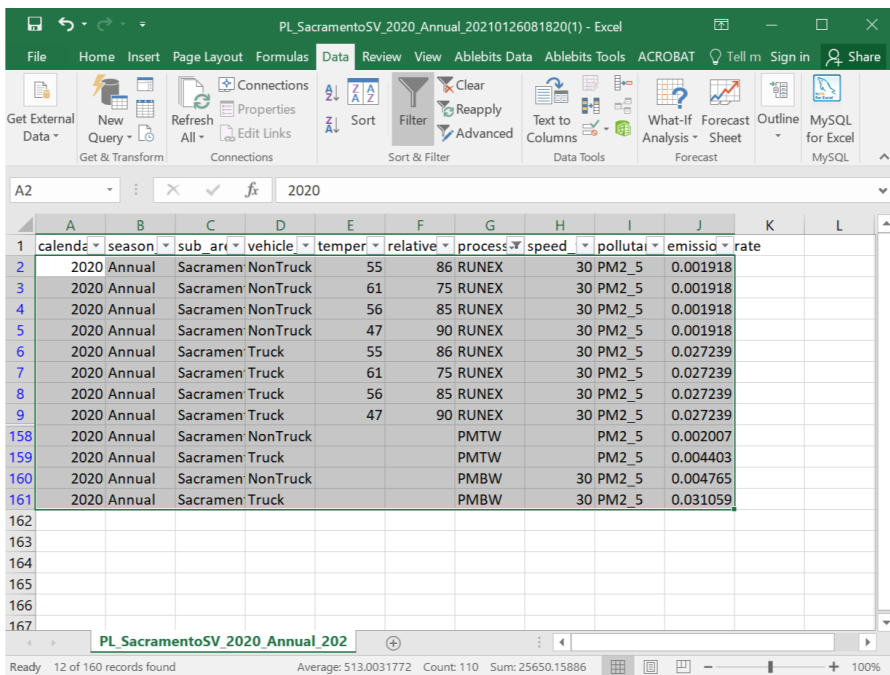 PL_SacramentoSV_2020_Annual_20210126081820(1) - Excel
File Home Insert Page Layout Formulas Data Review View Ablebits Data Ablebits Tools ACROBAT Tell m Sign in Share
Get External Data
New Query
Get & Transform
Refresh All
Connections
Properties
Edit Links
Connections
Sort
Filter
Clear
Reapply
Advanced
Sort & Filter
Text to Columns
Data Tools
What-If Analysis
Forecast Sheet
Forecast
Outline
MySQL for Excel
MySQL
A2 fx 2020
A B C D E F G H I J K L
1 calenda season_ sub_are vehicle_ temper relative process speed_ pollutar emissio rate
2 2020 Annual Sacramen NonTruck 55 86 RUNEX 30 PM2_5 0.001918
3 2020 Annual Sacramen NonTruck 61 75 RUNEX 30 PM2_5 0.001918
4 2020 Annual Sacramen NonTruck 56 85 RUNEX 30 PM2_5 0.001918
5 2020 Annual Sacramen NonTruck 47 90 RUNEX 30 PM2_5 0.001918
6 2020 Annual Sacramen Truck 55 86 RUNEX 30 PM2_5 0.027239
7 2020 Annual Sacramen Truck 61 75 RUNEX 30 PM2_5 0.027239
8 2020 Annual Sacramen Truck 56 85 RUNEX 30 PM2_5 0.027239
9 2020 Annual Sacramen Truck 47 90 RUNEX 30 PM2_5 0.027239
158 2020 Annual Sacramen NonTruck PMTW PM2_5 0.002007
159 2020 Annual Sacramen Truck PMTW PM2_5 0.004403
160 2020 Annual Sacramen NonTruck PMBW 30 PM2_5 0.004765
161 2020 Annual Sacramen Truck PMBW 30 PM2_5 0.031059
162
163
164
165
166
167
PL_SacramentoSV_2020_Annual_202
Ready 12 of 160 records found Average: 513.0031772 Count: 110 Sum: 25650.15886 100%